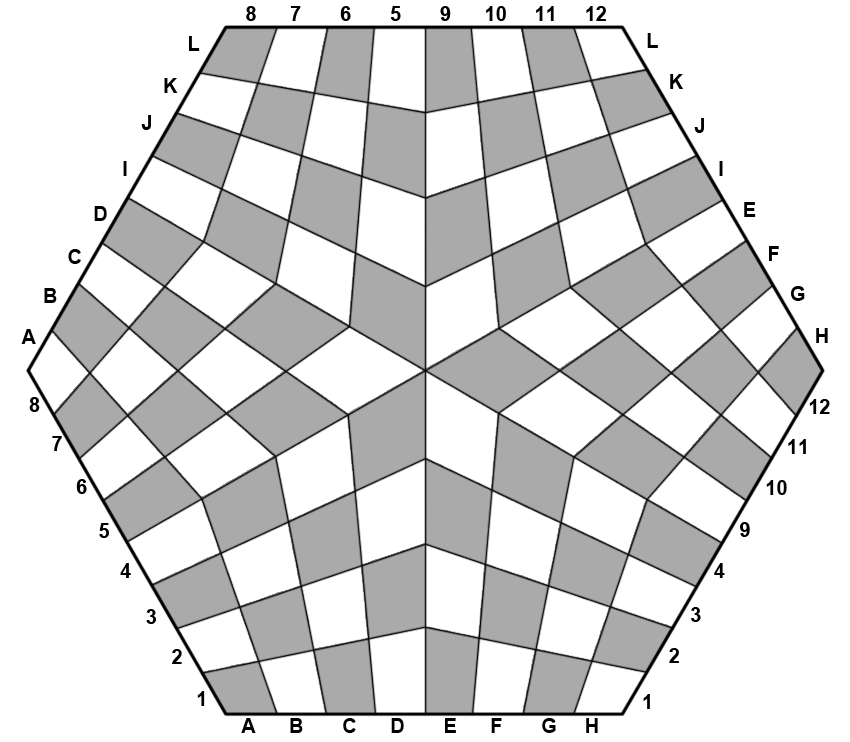 8 7 6 5 9 10 11 12
L L
K K
J J
I I
D E
C F
B G
A H
8 12
7 11
6 10
5 9
4 4
3 3
2 2
1 1
A B C D E F G H